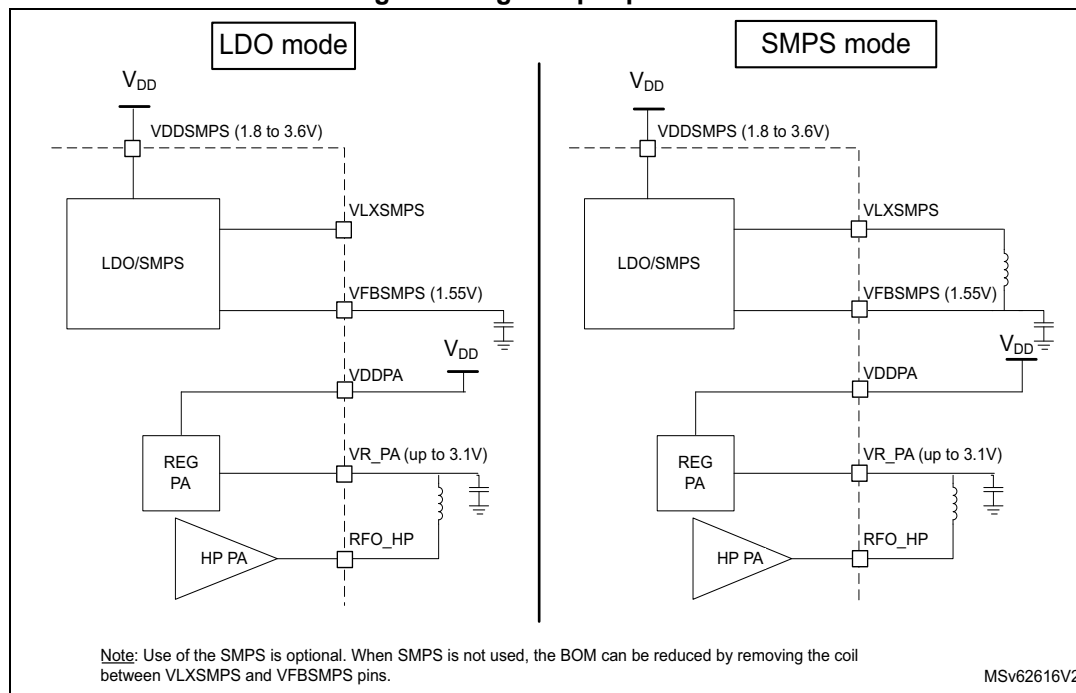 LDO mode
SMPS mode
VDD
VDDSMPS (1.8 to 3.6V)
LDO/SMPS
VLXSMPS
VFBSMPS (1.55V)
VDD
VDDPA
REG
PA
VR_PA (up to 3.1V)
HP PA
RFO_HP
VDD
VDDSMPS (1.8 to 3.6V)
LDO/SMPS
VLXSMPS
VFBSMPS (1.55V)
VDD
VDDPA
REG
PA
VR_PA (up to 3.1V)
HP PA
RFO_HP
Note: Use of the SMPS is optional. When SMPS is not used, the BOM can be reduced by removing the coil
between VLXSMPS and VFBSMPS pins.
MSv62616V2